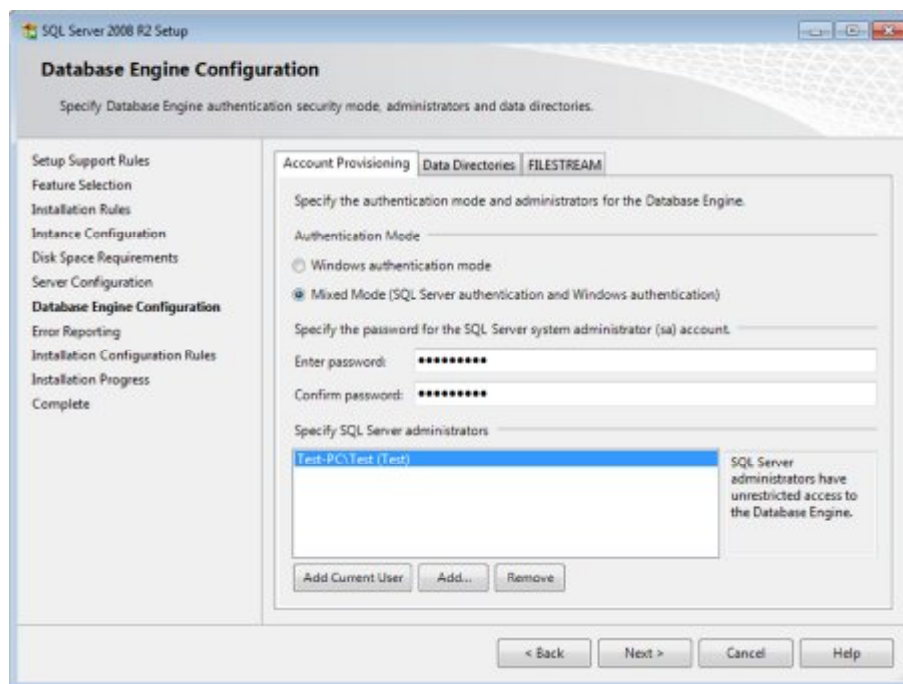 SQL Server 2008 R2 Setup
Database Engine Configuration
Specify Database Engine authentication security mode, administrators and data directories.
Setup Support Rules
Feature Selection
Installation Rules
Instance Configuration
Disk Space Requirements
Server Configuration
Database Engine Configuration
Error Reporting
Installation Configuration Rules
Installation Progress
Complete
Account Provisioning Data Directories FILESTREAM
Specify the authentication mode and administrators for the Database Engine.
Authentication Mode
Windows authentication mode
Mixed Mode (SQL Server authentication and Windows authentication)
Specify the password for the SQL Server system administrator (sa) account.
Enter password: •••••••••
Confirm password: •••••••••
Specify SQL Server administrators
Test-PC\Test (Test)
SQL Server
administrators have
unrestricted access to
the Database Engine.
Add Current User Add... Remove
< Back Next > Cancel Help